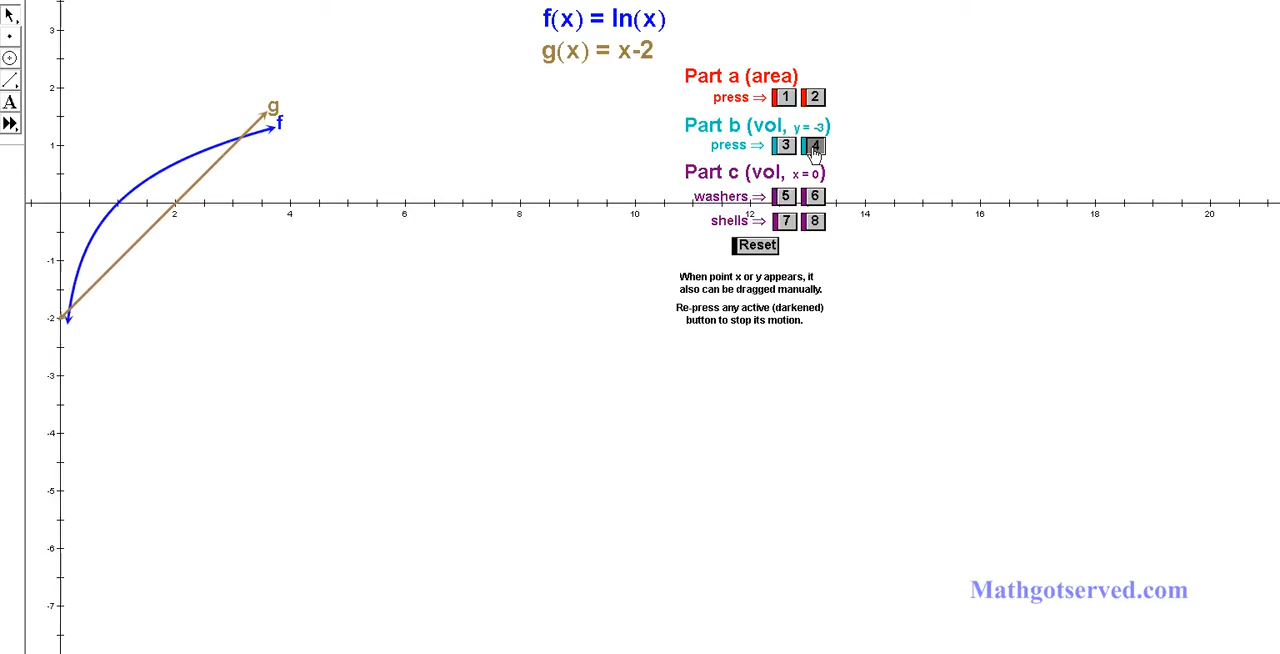 f(x) = ln(x)
g(x) = x-2
Part a (area)
press ⇒ 1 2
Part b (vol, y = -3)
press ⇒ 3 4
Part c (vol, x = 0)
washers ⇒ 5 6
shells ⇒ 7 8
Reset
When point x or y appears, it
also can be dragged manually.
Re-press any active (darkened)
button to stop its motion.
A
g
f
3
2
1
-1
-2
-3
-4
-5
-6
-7
2 4 6 8 10 12 14 16 18 20
Mathgotserved.com